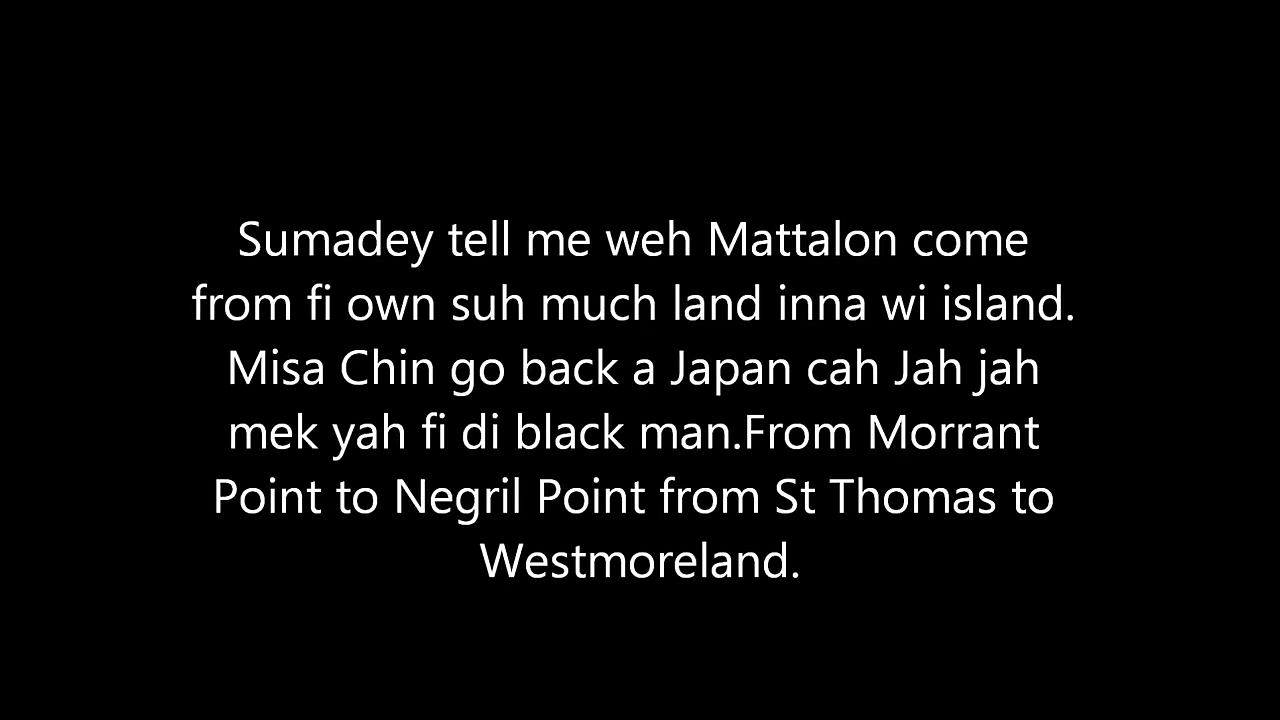 Sumadey tell me weh Mattalon come
from fi own suh much land inna wi island.
Misa Chin go back a Japan cah Jah jah
mek yah fi di black man.From Morrant
Point to Negril Point from St Thomas to
Westmoreland.